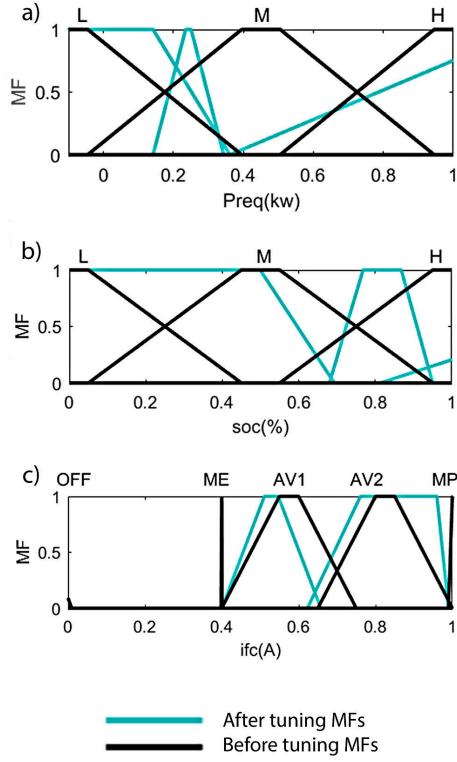 a)
L M H
1
0.5
0
MF
0 0.2 0.4 0.6 0.8 1
Preq(kw)
b)
L M H
1
0.5
0
MF
0 0.2 0.4 0.6 0.8 1
soc(%)
c)
OFF ME AV1 AV2 MP
1
0.5
0
MF
0 0.2 0.4 0.6 0.8 1
ifc(A)
After tuning MFs
Before tuning MFs